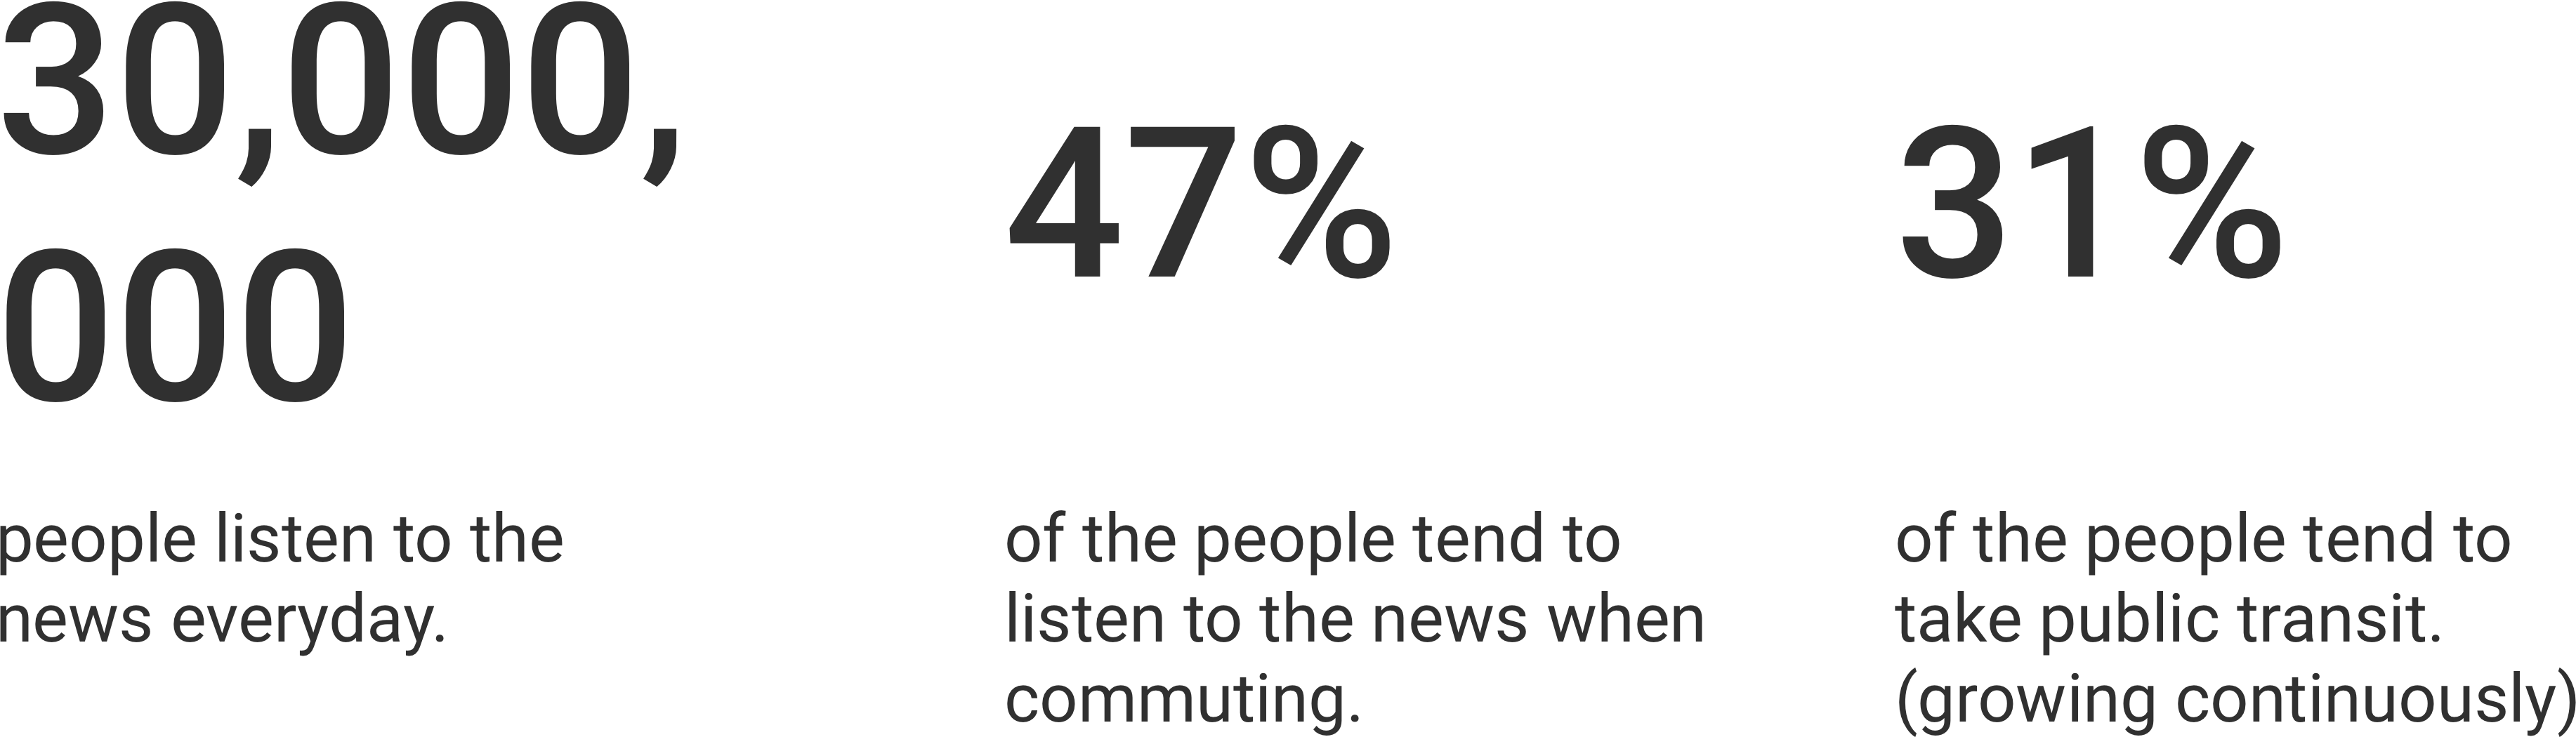 30,000,
000
people listen to the
news everyday.
47%
of the people tend to
listen to the news when
commuting.
31%
of the people tend to
take public transit.
(growing continuously)